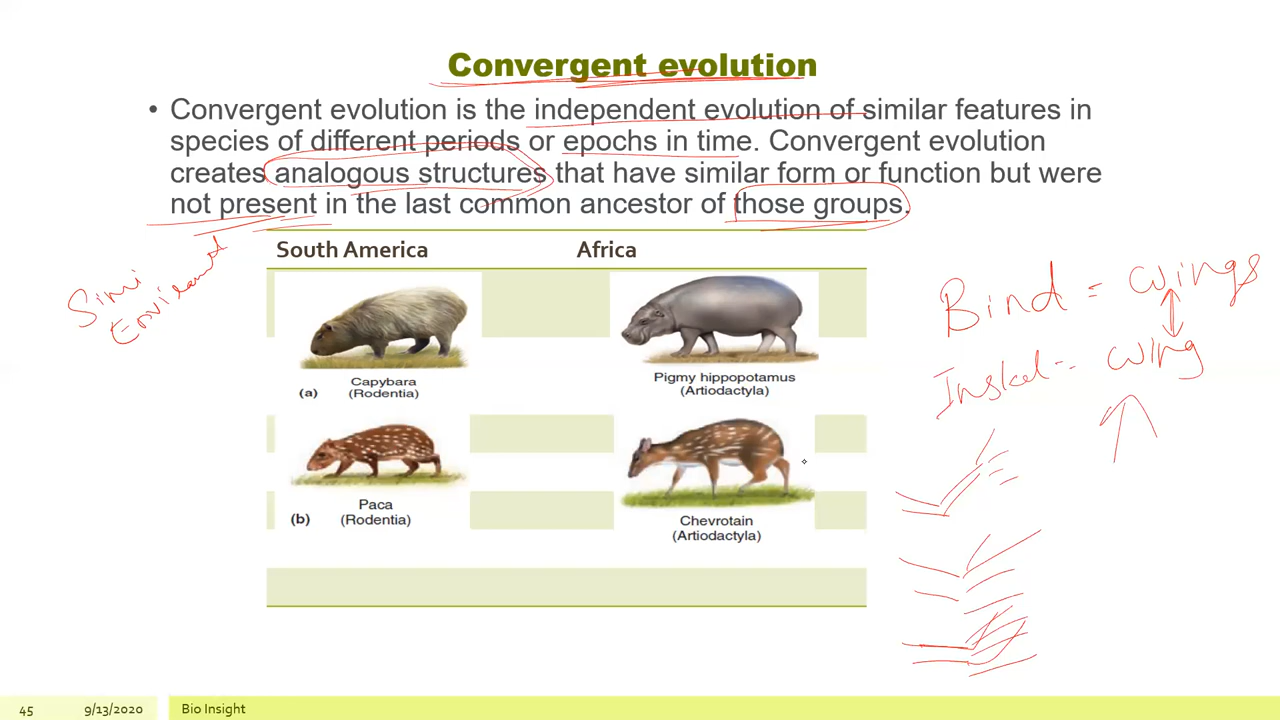 Convergent evolution
• Convergent evolution is the independent evolution of similar features in
species of different periods or epochs in time. Convergent evolution
creates analogous structures that have similar form or function but were
not present in the last common ancestor of those groups.
South America Africa
Simi
Bind = wings
wing
Capybara
(Rodentia)
(a)
Pigmy hippopotamus
(Artiodactyla)
Paca
(Rodentia)
(b)
Chevrotain
(Artiodactyla)
45 9/13/2020 Bio Insight